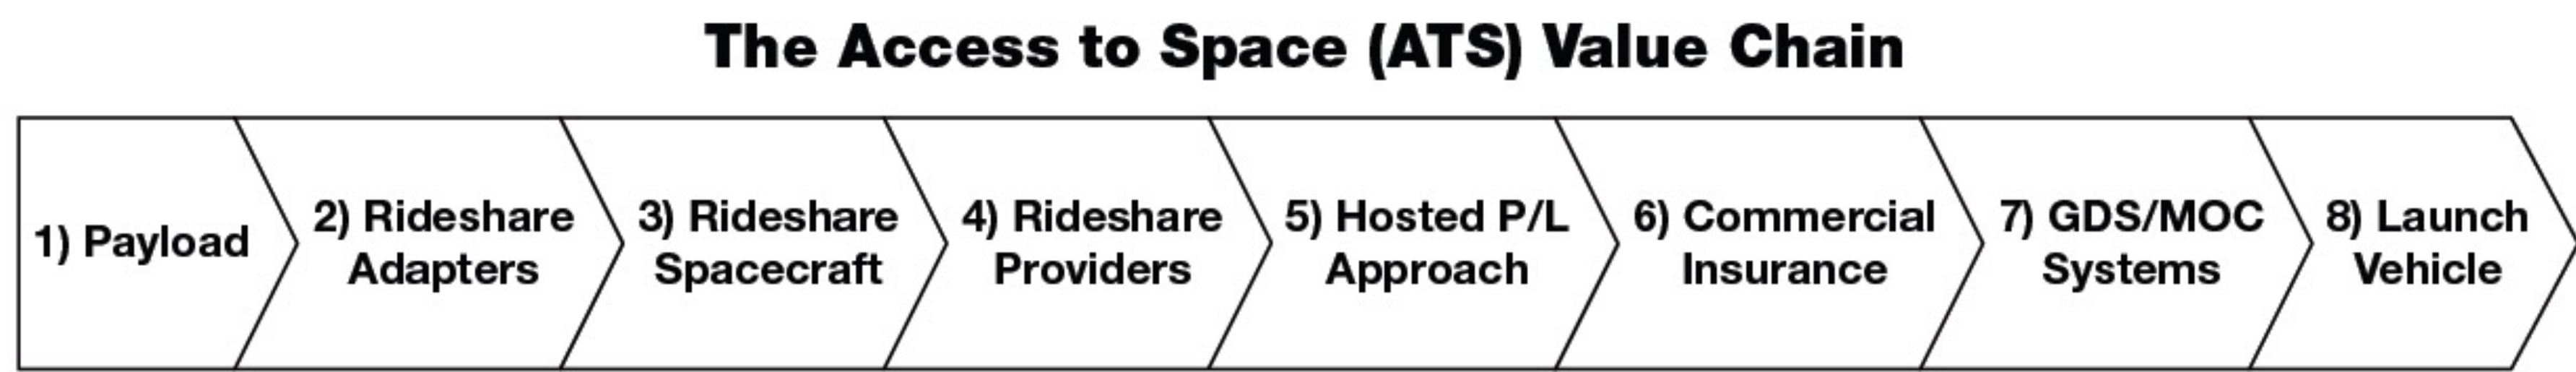 The Access to Space (ATS) Value Chain
1) Payload
2) Rideshare
Adapters
3) Rideshare
Spacecraft
4) Rideshare
Providers
5) Hosted P/L
Approach
6) Commercial
Insurance
7) GDS/MOC
Systems
8) Launch
Vehicle